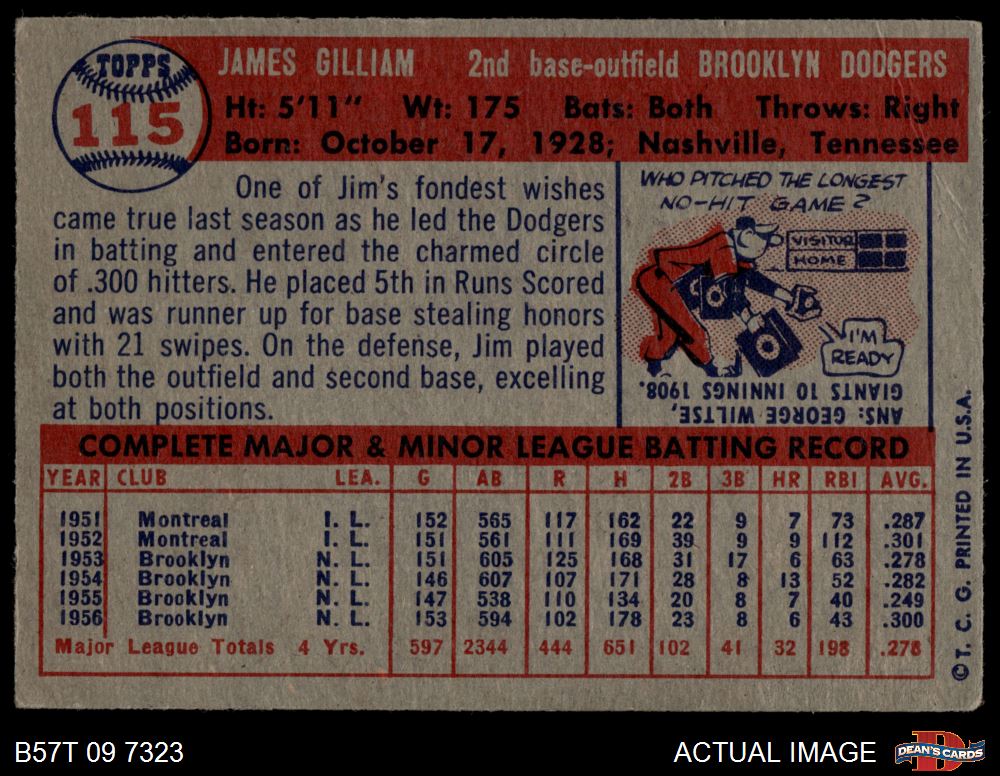 TOPPS
115
JAMES GILLIAM 2nd base-outfield BROOKLYN DODGERS
Ht: 5'11" Wt: 175 Bats: Both Throws: Right
Born: October 17, 1928; Nashville, Tennessee
One of Jim's fondest wishes
came true last season as he led the Dodgers
in batting and entered the charmed circle
of .300 hitters. He placed 5th in Runs Scored
and was runner up for base stealing honors
with 21 swipes. On the defense, Jim played
both the outfield and second base, excelling
at both positions.
WHO PITCHED THE LONGEST
NO-HIT GAME?
VISITOR
HOME
I'M
READY
ANS: GEORGE WILTSE,
GIANTS 10 INNINGS 1908.
COMPLETE MAJOR & MINOR LEAGUE BATTING RECORD
YEAR CLUB LEA. G AB R H 2B 3B HR RBI AVG.
1951 Montreal I. L. 152 565 117 162 22 9 7 73 .287
1952 Montreal I. L. 151 561 111 169 39 9 9 112 .301
1953 Brooklyn N. L. 151 605 125 168 31 17 6 63 .278
1954 Brooklyn N. L. 146 607 107 171 28 8 13 52 .282
1955 Brooklyn N. L. 147 538 110 134 20 8 7 40 .249
1956 Brooklyn N. L. 153 594 102 178 23 8 6 43 .300
Major League Totals 4 Yrs. 597 2344 444 651 102 41 32 198 .278
© T. C. G. PRINTED IN U.S.A.
B57T 09 7323
ACTUAL IMAGE
DEAN'S CARDS